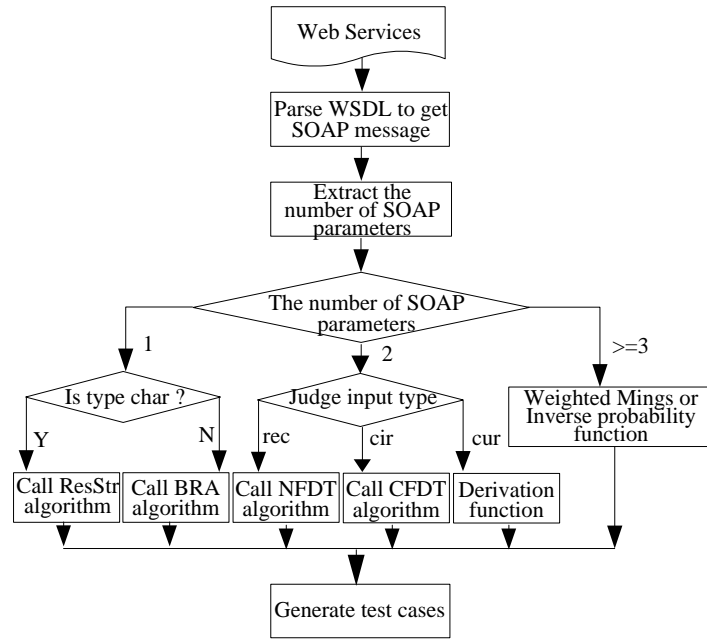 Web Services
Parse WSDL to get
SOAP message
Extract the
number of SOAP
parameters
The number of SOAP
parameters
1
2
>=3
Is type char ?
Judge input type
Weighted Mings or
Inverse probability
function
Y
N
rec
cir
cur
Call ResStr
algorithm
Call BRA
algorithm
Call NFDT
algorithm
Call CFDT
algorithm
Derivation
function
Generate test cases